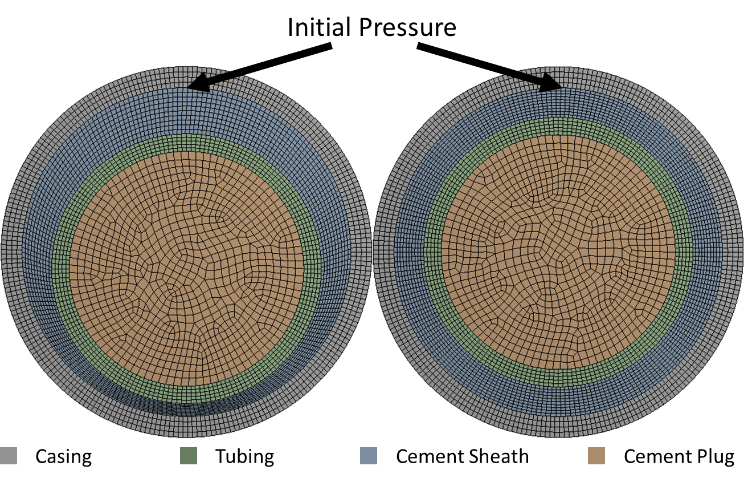 Initial Pressure
Casing
Tubing
Cement Sheath
Cement Plug